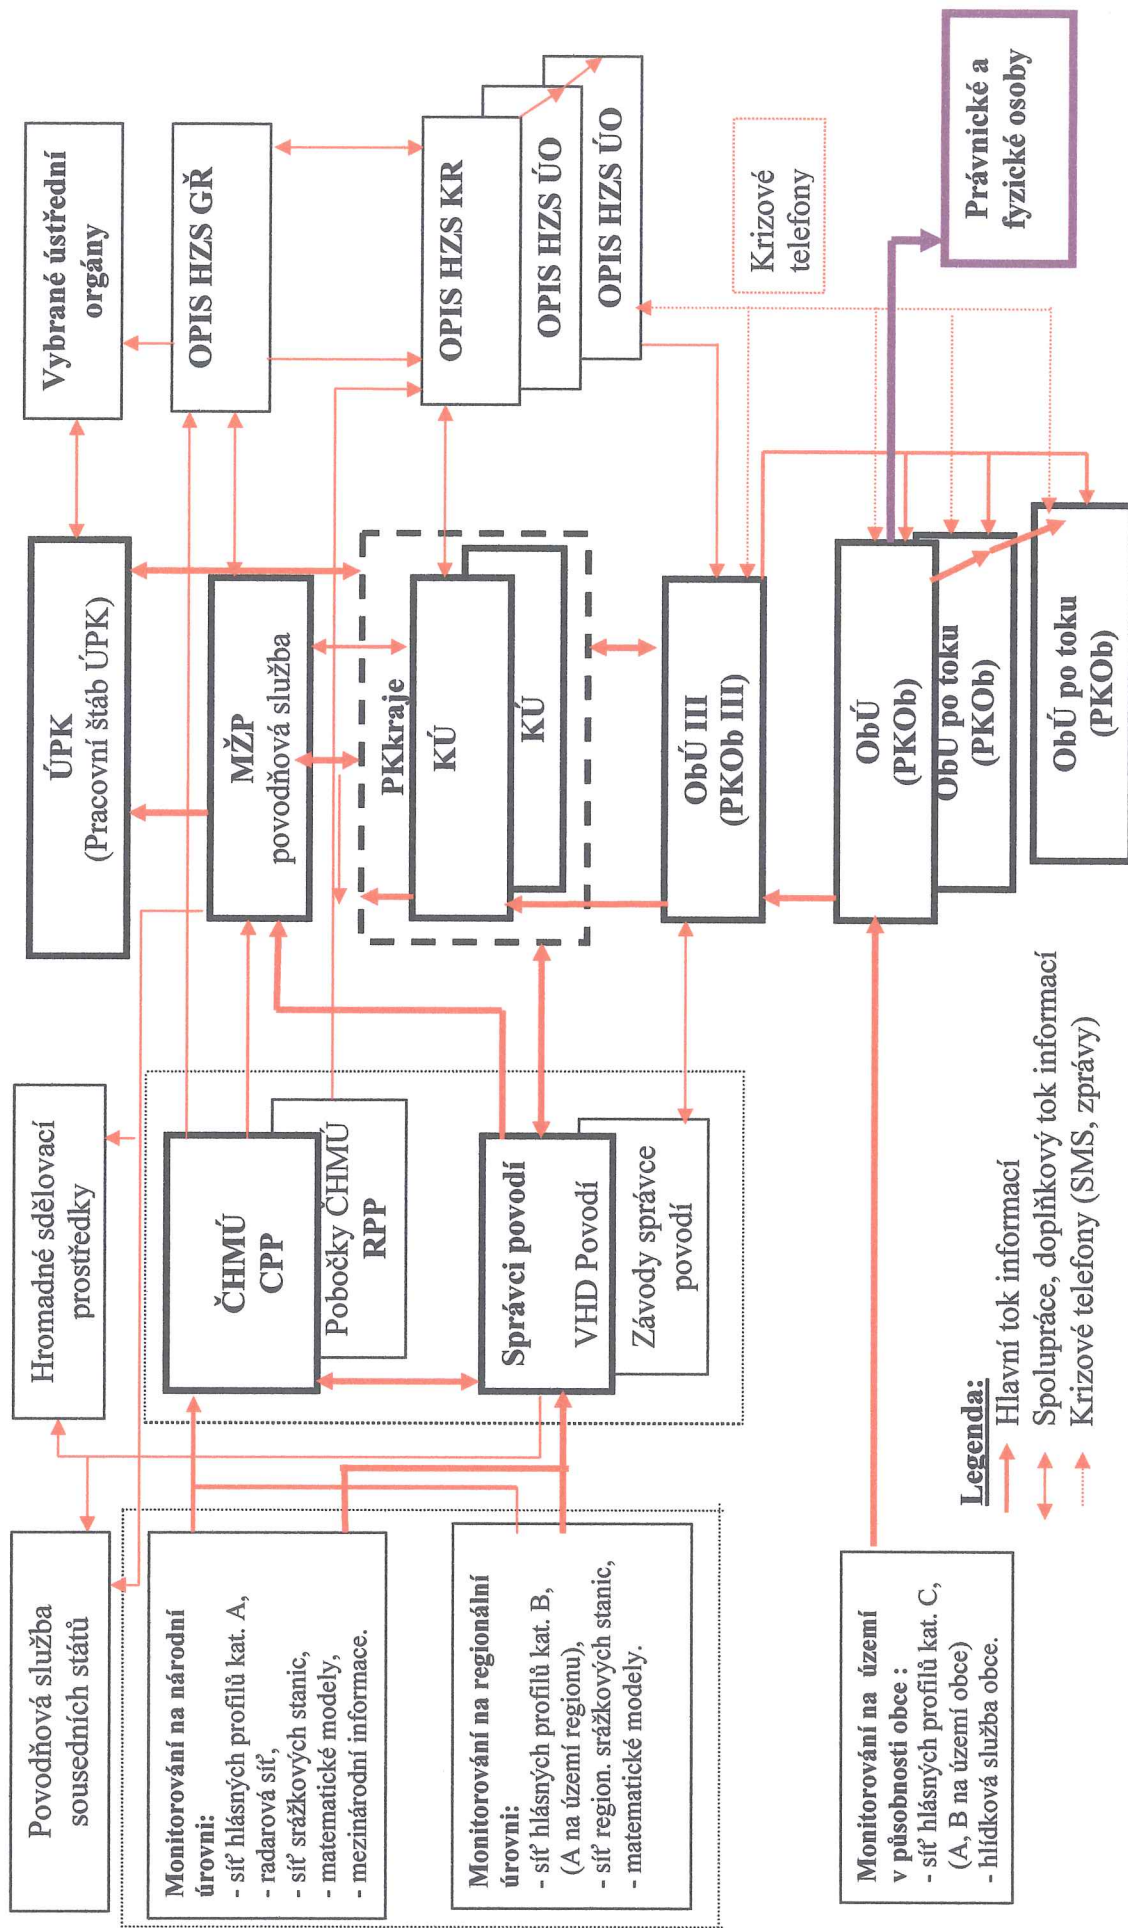 Povodňová služba
sousedních států
Hromadné sdělovací
prostředky
ÚPK
(Pracovní štáb ÚPK)
Vybrané ústřední
orgány
Monitorování na národní
úrovni:
- síť hlásných profilů kat. A,
- radarová síť,
- síť srážkových stanic,
- matematické modely,
- mezinárodní informace.
ČHMÚ
CPP
Pobočky ČHMÚ
RPP
MŽP
povodňová služba
OPIS HZS GŘ
Monitorování na regionální
úrovni:
- síť hlásných profilů kat. B,
(A na území regionu),
- síť region. srážkových stanic,
- matematické modely.
Správci povodí
VHD Povodí
Závody správce
povodí
PKkraje
KÚ
KÚ
OPIS HZS KR
OPIS HZS ÚO
OPIS HZS ÚO
ObÚ III
(PKOb III)
Krizové
telefony
Monitorování na území
v působnosti obce :
- síť hlásných profilů kat. C,
(A, B na území obce)
- hlídková služba obce.
ObÚ
(PKOb)
ObÚ po toku
(PKOb)
ObÚ po toku
(PKOb)
Právnické a
fyzické osoby
Legenda:
Hlavní tok informací
Spolupráce, doplňkový tok informací
Krizové telefony (SMS, zprávy)